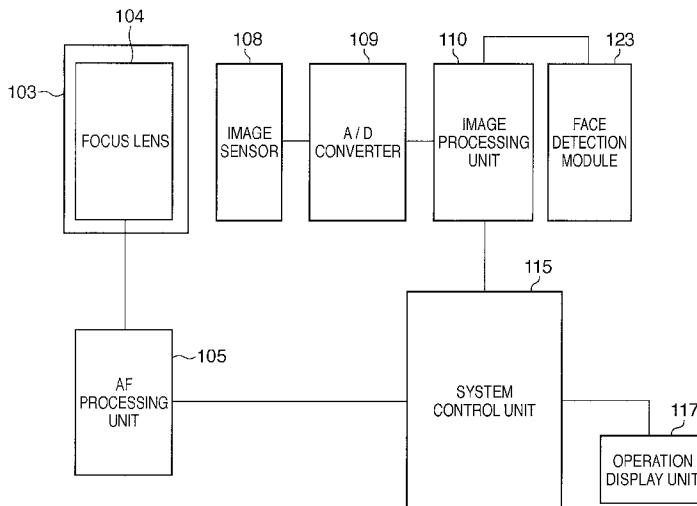 104
103
FOCUS LENS
108
IMAGE
SENSOR
109
A / D
CONVERTER
110
IMAGE
PROCESSING
UNIT
123
FACE
DETECTION
MODULE
105
AF
PROCESSING
UNIT
115
SYSTEM
CONTROL UNIT
117
OPERATION
DISPLAY UNIT